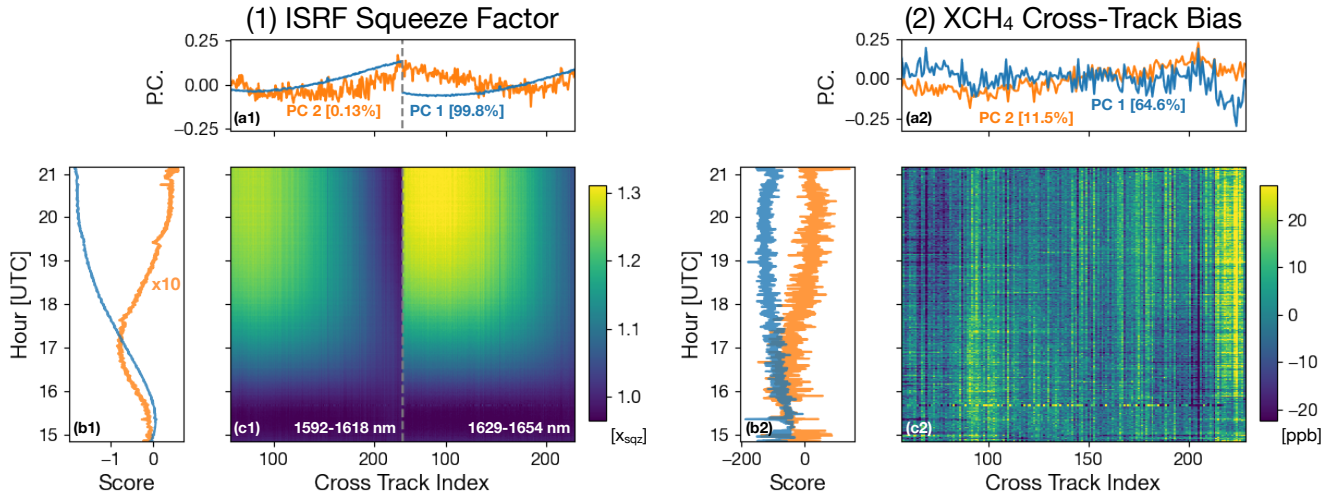 (1) ISRF Squeeze Factor
(2) XCH₄ Cross-Track Bias
0.25
0.00
−0.25
P.C.
PC 2 [0.13%]
PC 1 [99.8%]
(a1)
0.25
0.00
−0.25
P.C.
PC 1 [64.6%]
PC 2 [11.5%]
(a2)
21
20
19
18
17
16
15
Hour [UTC]
x10
(b1)
−1
0
Score
(c1)
1592-1618 nm
1629-1654 nm
100
200
100
200
Cross Track Index
1.3
1.2
1.1
1.0
[xsqz]
21
20
19
18
17
16
15
Hour [UTC]
(b2)
−200
0
Score
(c2)
100
150
200
Cross Track Index
20
10
0
−10
−20
[ppb]